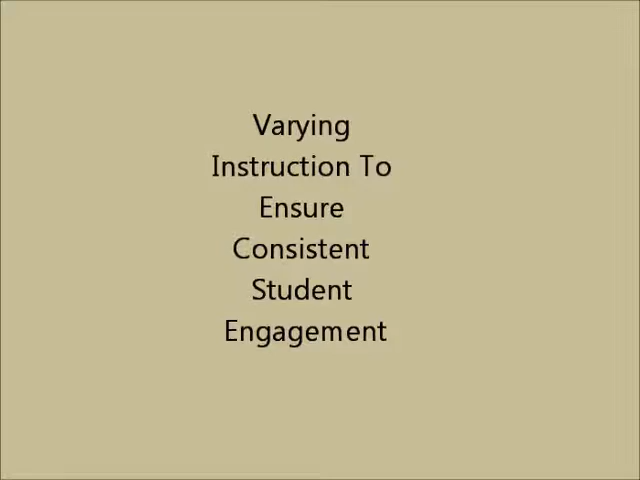 Varying
Instruction To
Ensure
Consistent
Student
Engagement